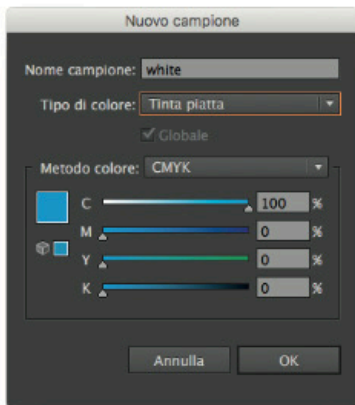 Nuovo campione
Nome campione: white
Tipo di colore: Tinta piatta
Globale
Metodo colore: CMYK
C 100 %
M 0 %
Y 0 %
K 0 %
Annulla OK